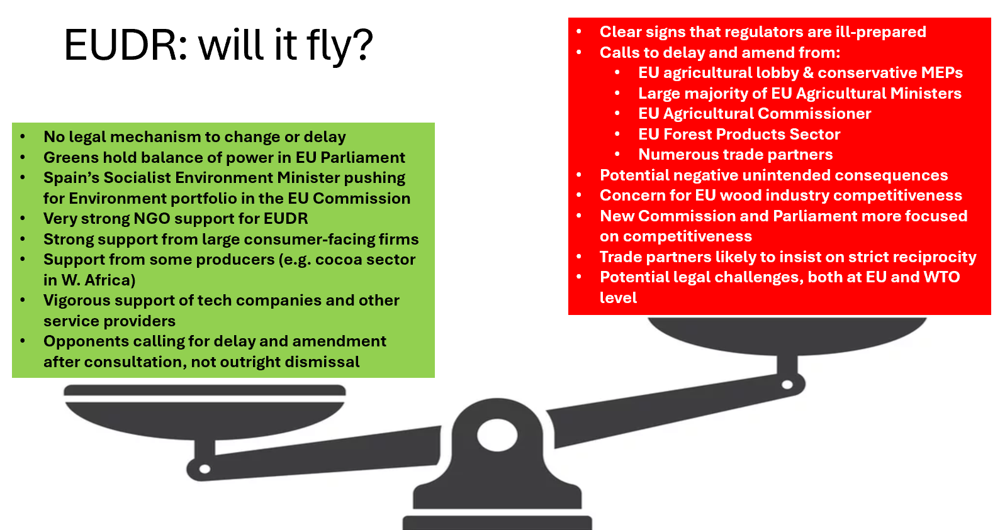 EUDR: will it fly?
• No legal mechanism to change or delay
• Greens hold balance of power in EU Parliament
• Spain’s Socialist Environment Minister pushing
for Environment portfolio in the EU Commission
• Very strong NGO support for EUDR
• Strong support from large consumer-facing firms
• Support from some producers (e.g. cocoa sector
in W. Africa)
• Vigorous support of tech companies and other
service providers
• Opponents calling for delay and amendment
after consultation, not outright dismissal
• Clear signs that regulators are ill-prepared
• Calls to delay and amend from:
• EU agricultural lobby & conservative MEPs
• Large majority of EU Agricultural Ministers
• EU Agricultural Commissioner
• EU Forest Products Sector
• Numerous trade partners
• Potential negative unintended consequences
• Concern for EU wood industry competitiveness
• New Commission and Parliament more focused
on competitiveness
• Trade partners likely to insist on strict reciprocity
• Potential legal challenges, both at EU and WTO
level